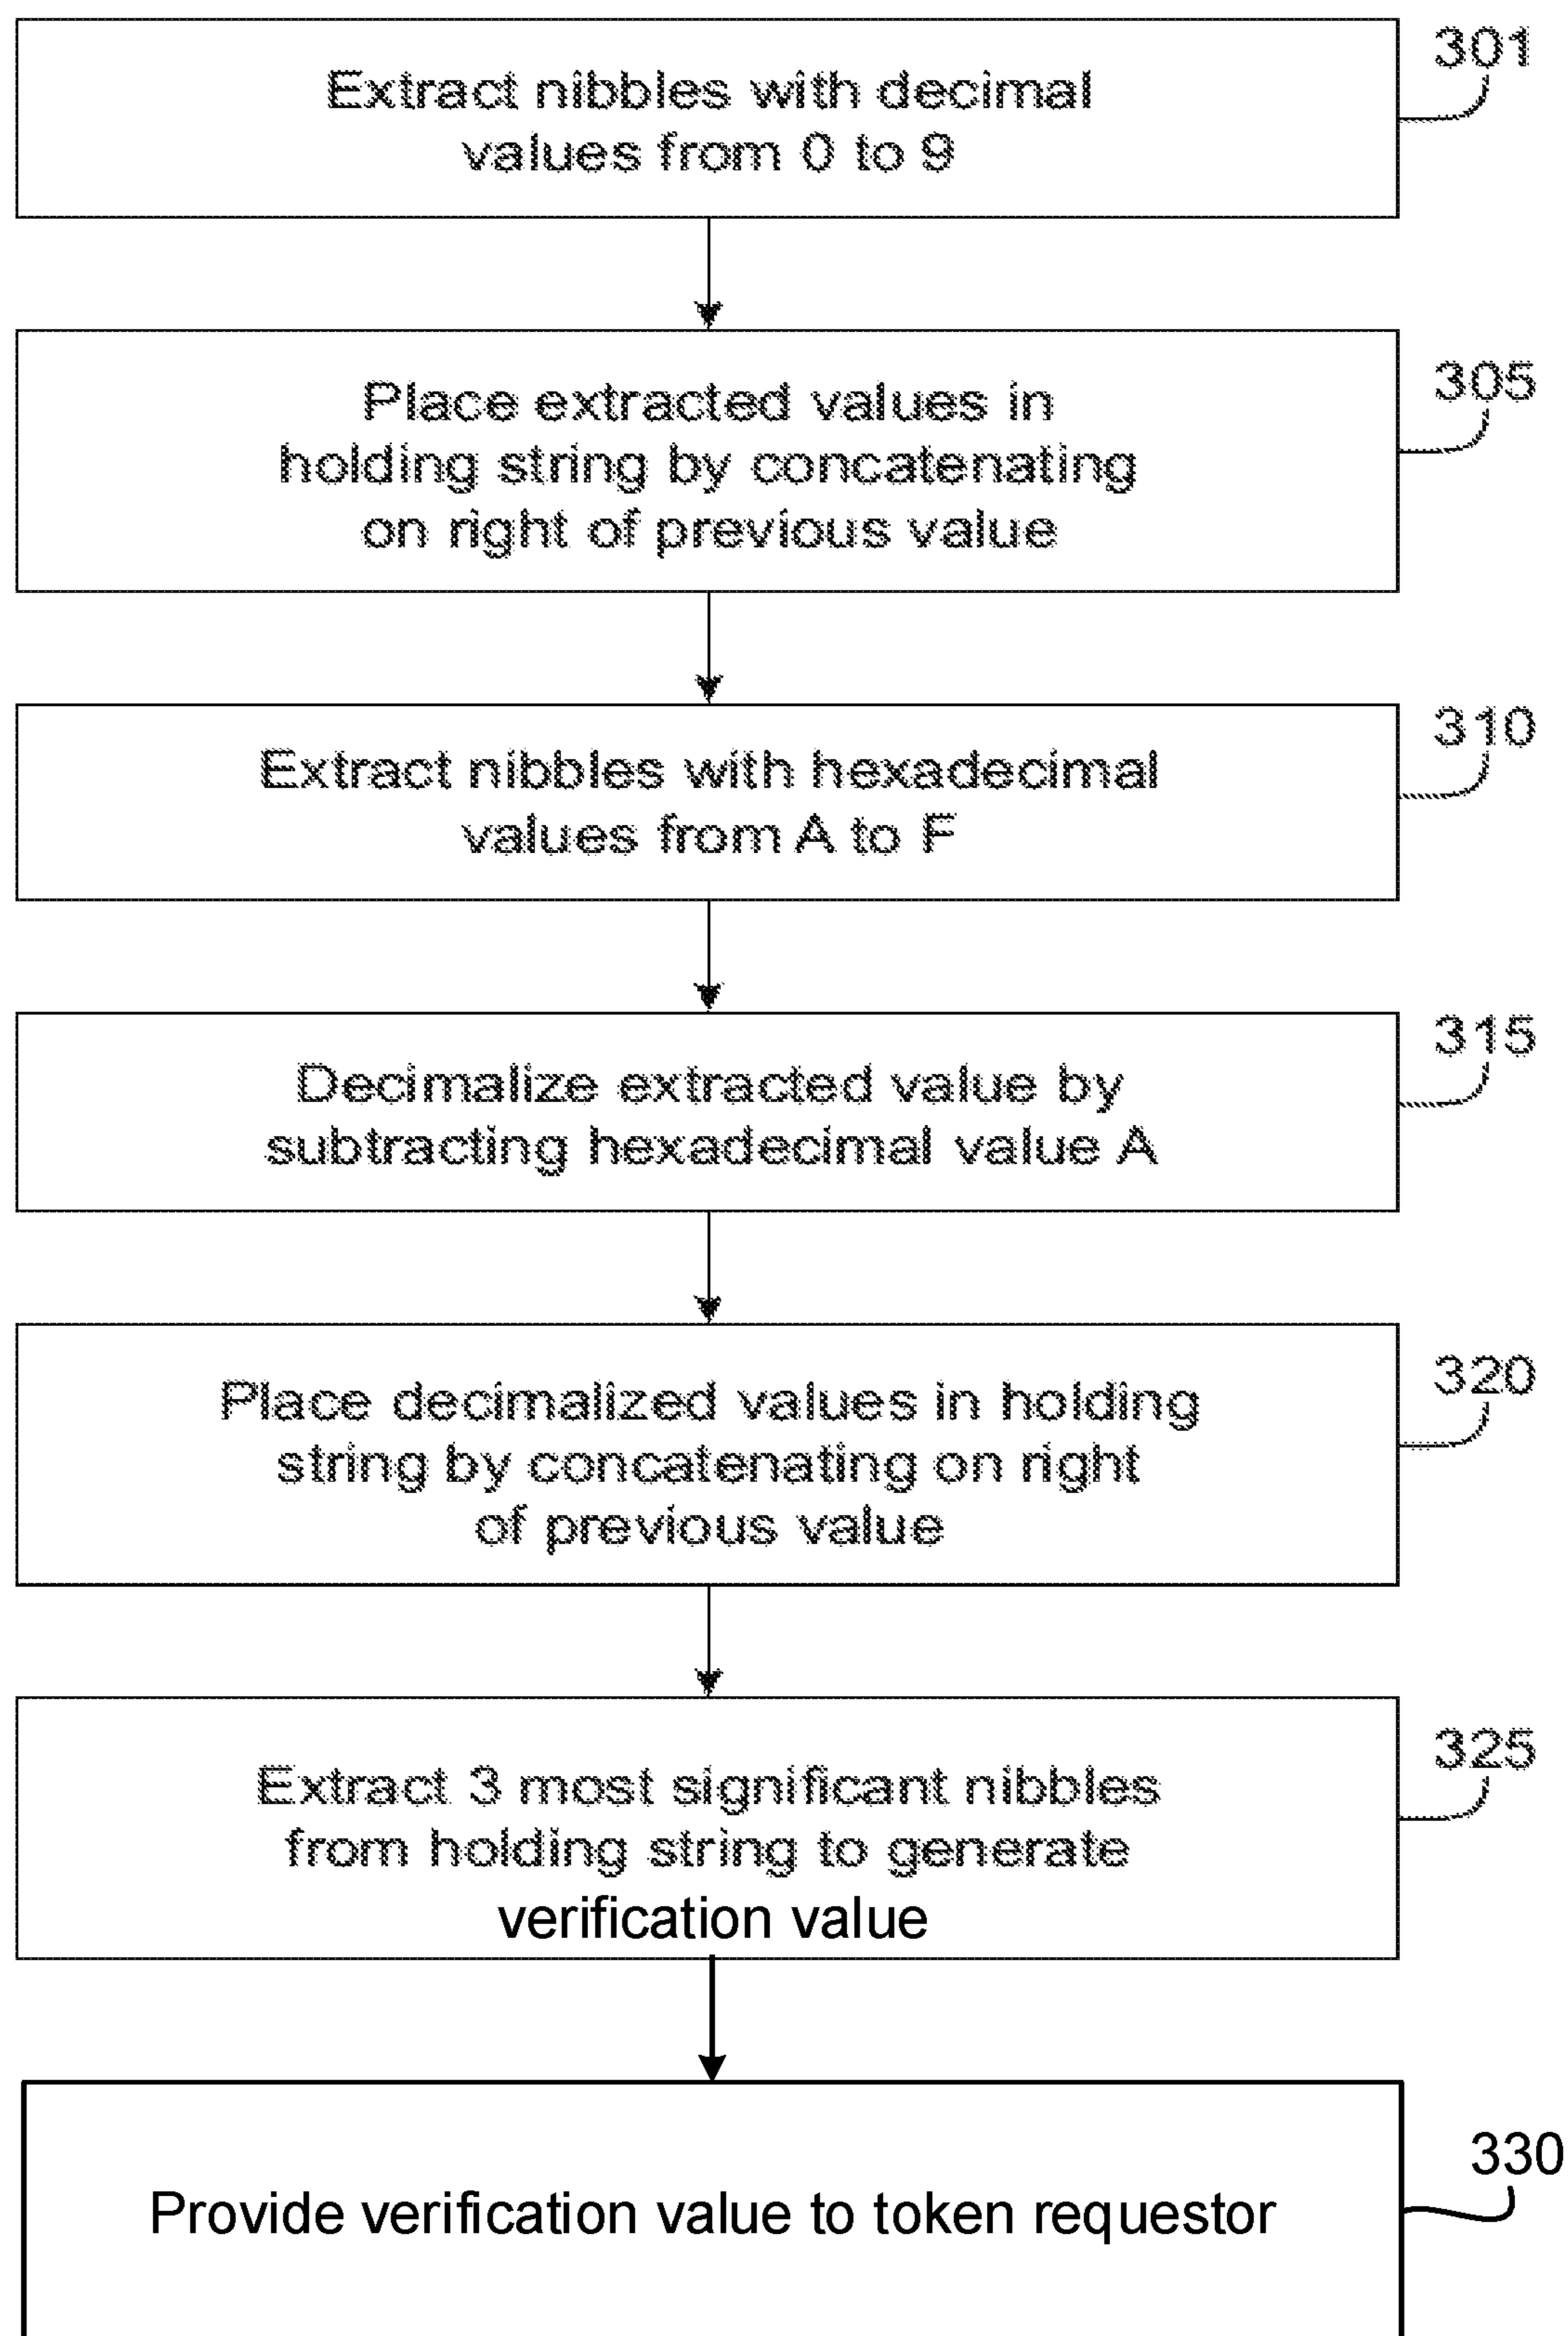 301
Extract nibbles with decimal
values from 0 to 9
305
Place extracted values in
holding string by concatenating
on right of previous value
310
Extract nibbles with hexadecimal
values from A to F
315
Decimalize extracted value by
subtracting hexadecimal value A
320
Place decimalized values in holding
string by concatenating on right
of previous value
325
Extract 3 most significant nibbles
from holding string to generate
verification value
330
Provide verification value to token requestor